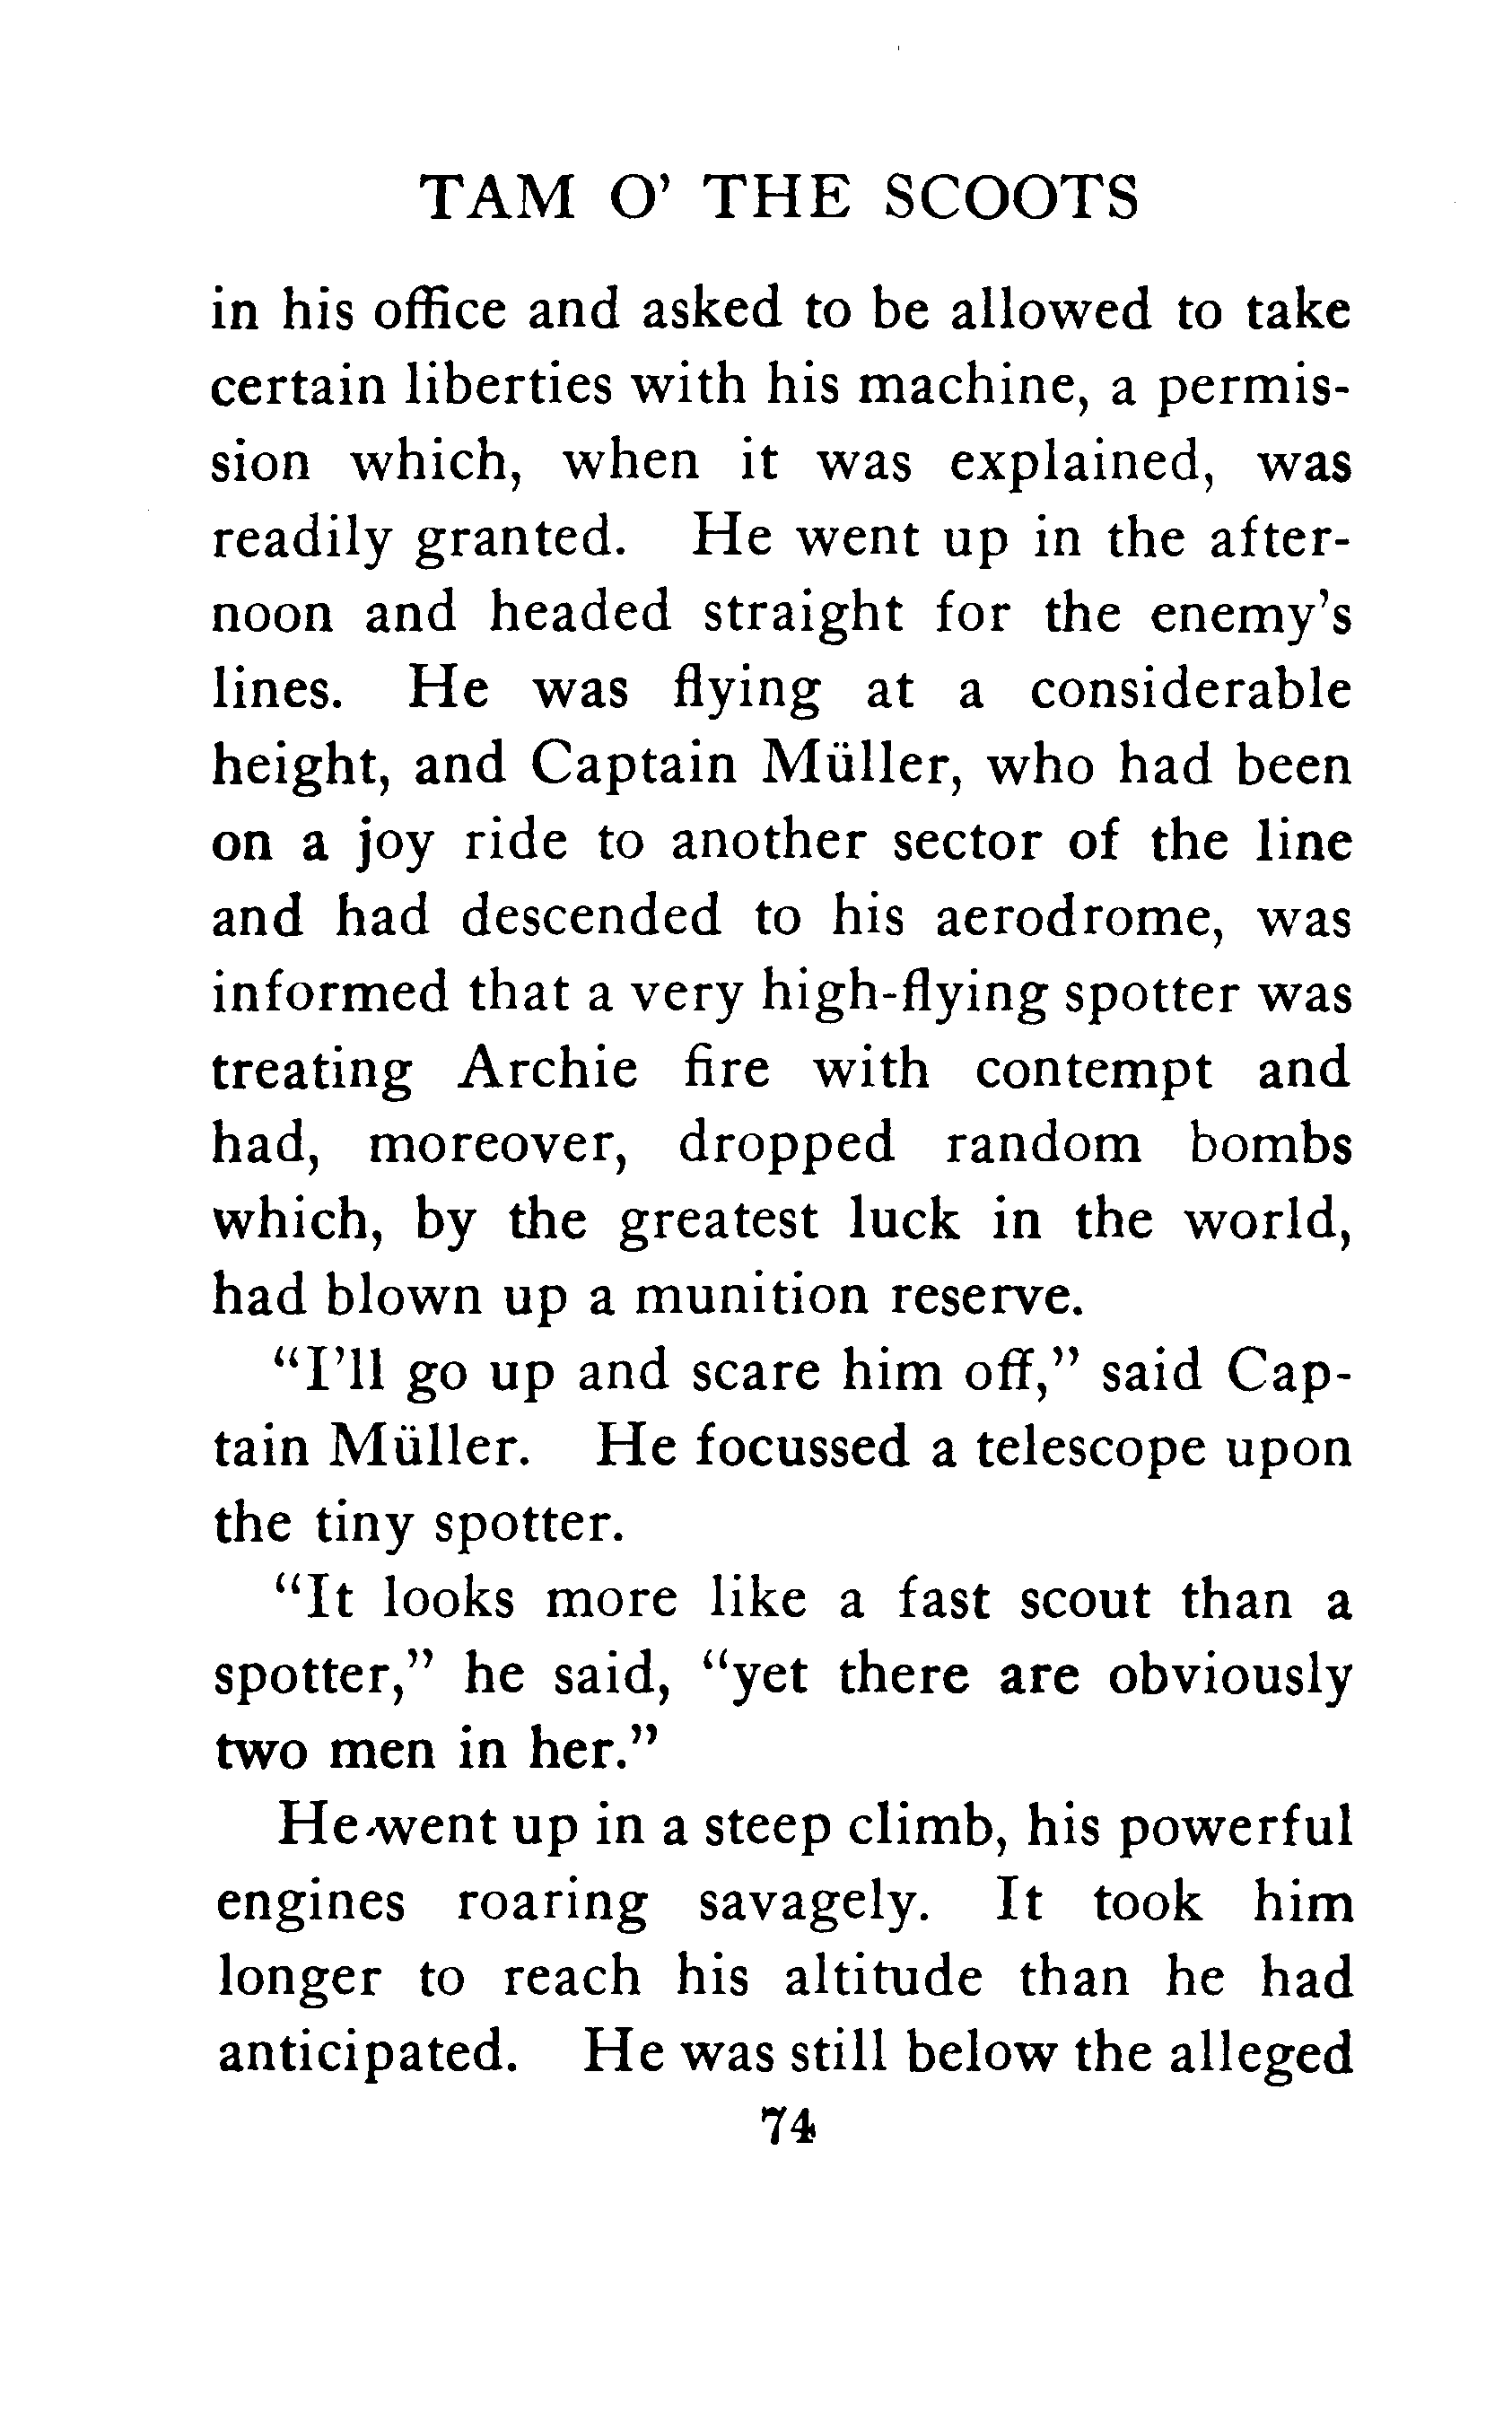 TAM O' THE SCOOTS
in his office and asked to be allowed to take
certain liberties with his machine, a permis-
sion which, when it was explained, was
readily granted. He went up in the after-
noon and headed straight for the enemy's
lines. He was flying at a considerable
height, and Captain Müller, who had been
on a joy ride to another sector of the line
and had descended to his aerodrome, was
informed that a very high-flying spotter was
treating Archie fire with contempt and
had, moreover, dropped random bombs
which, by the greatest luck in the world,
had blown up a munition reserve.
"I'll go up and scare him off," said Cap-
tain Müller. He focussed a telescope upon
the tiny spotter.
"It looks more like a fast scout than a
spotter," he said, "yet there are obviously
two men in her."
He went up in a steep climb, his powerful
engines roaring savagely. It took him
longer to reach his altitude than he had
anticipated. He was still below the alleged
74